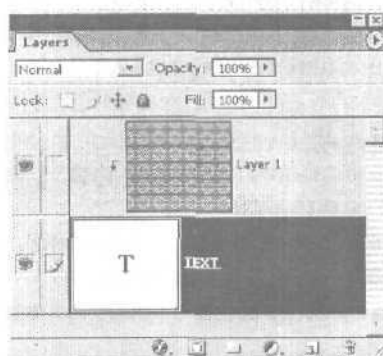 Layers
Normal Opacity: 100%
Lock: Fill: 100%
Layer 1
T TEXT